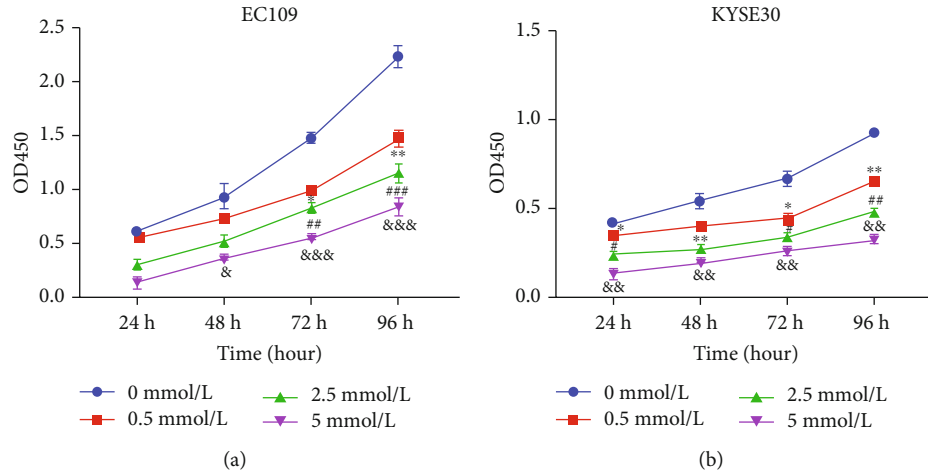 EC109
2.5
2.0
1.5
1.0
0.5
0.0
OD450
**
*
###
##
&&&
&&&
&
24 h 48 h 72 h 96 h
Time (hour)
0 mmol/L 2.5 mmol/L
0.5 mmol/L 5 mmol/L
(a)
KYSE30
1.5
1.0
0.5
0.0
OD450
**
*
##
*
#
&&
#
**
&&
&&
&&
24 h 48 h 72 h 96 h
Time (hour)
0 mmol/L 2.5 mmol/L
0.5 mmol/L 5 mmol/L
(b)